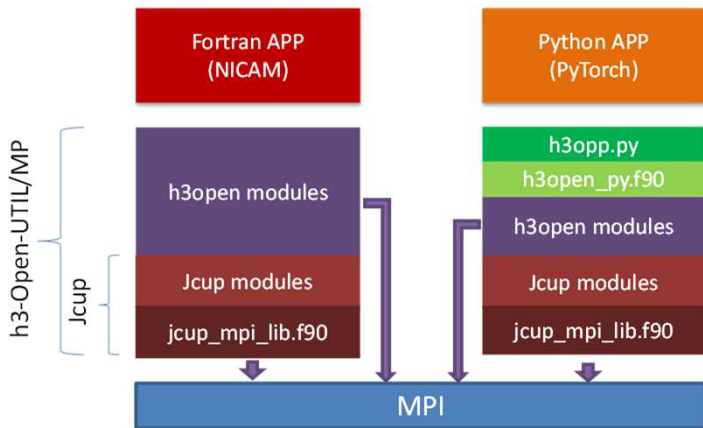 Fortran APP
(NICAM)
Python APP
(PyTorch)
h3-Open-UTIL/MP
Jcup
h3open modules
Jcup modules
jcup_mpi_lib.f90
h3opp.py
h3open_py.f90
h3open modules
Jcup modules
jcup_mpi_lib.f90
MPI